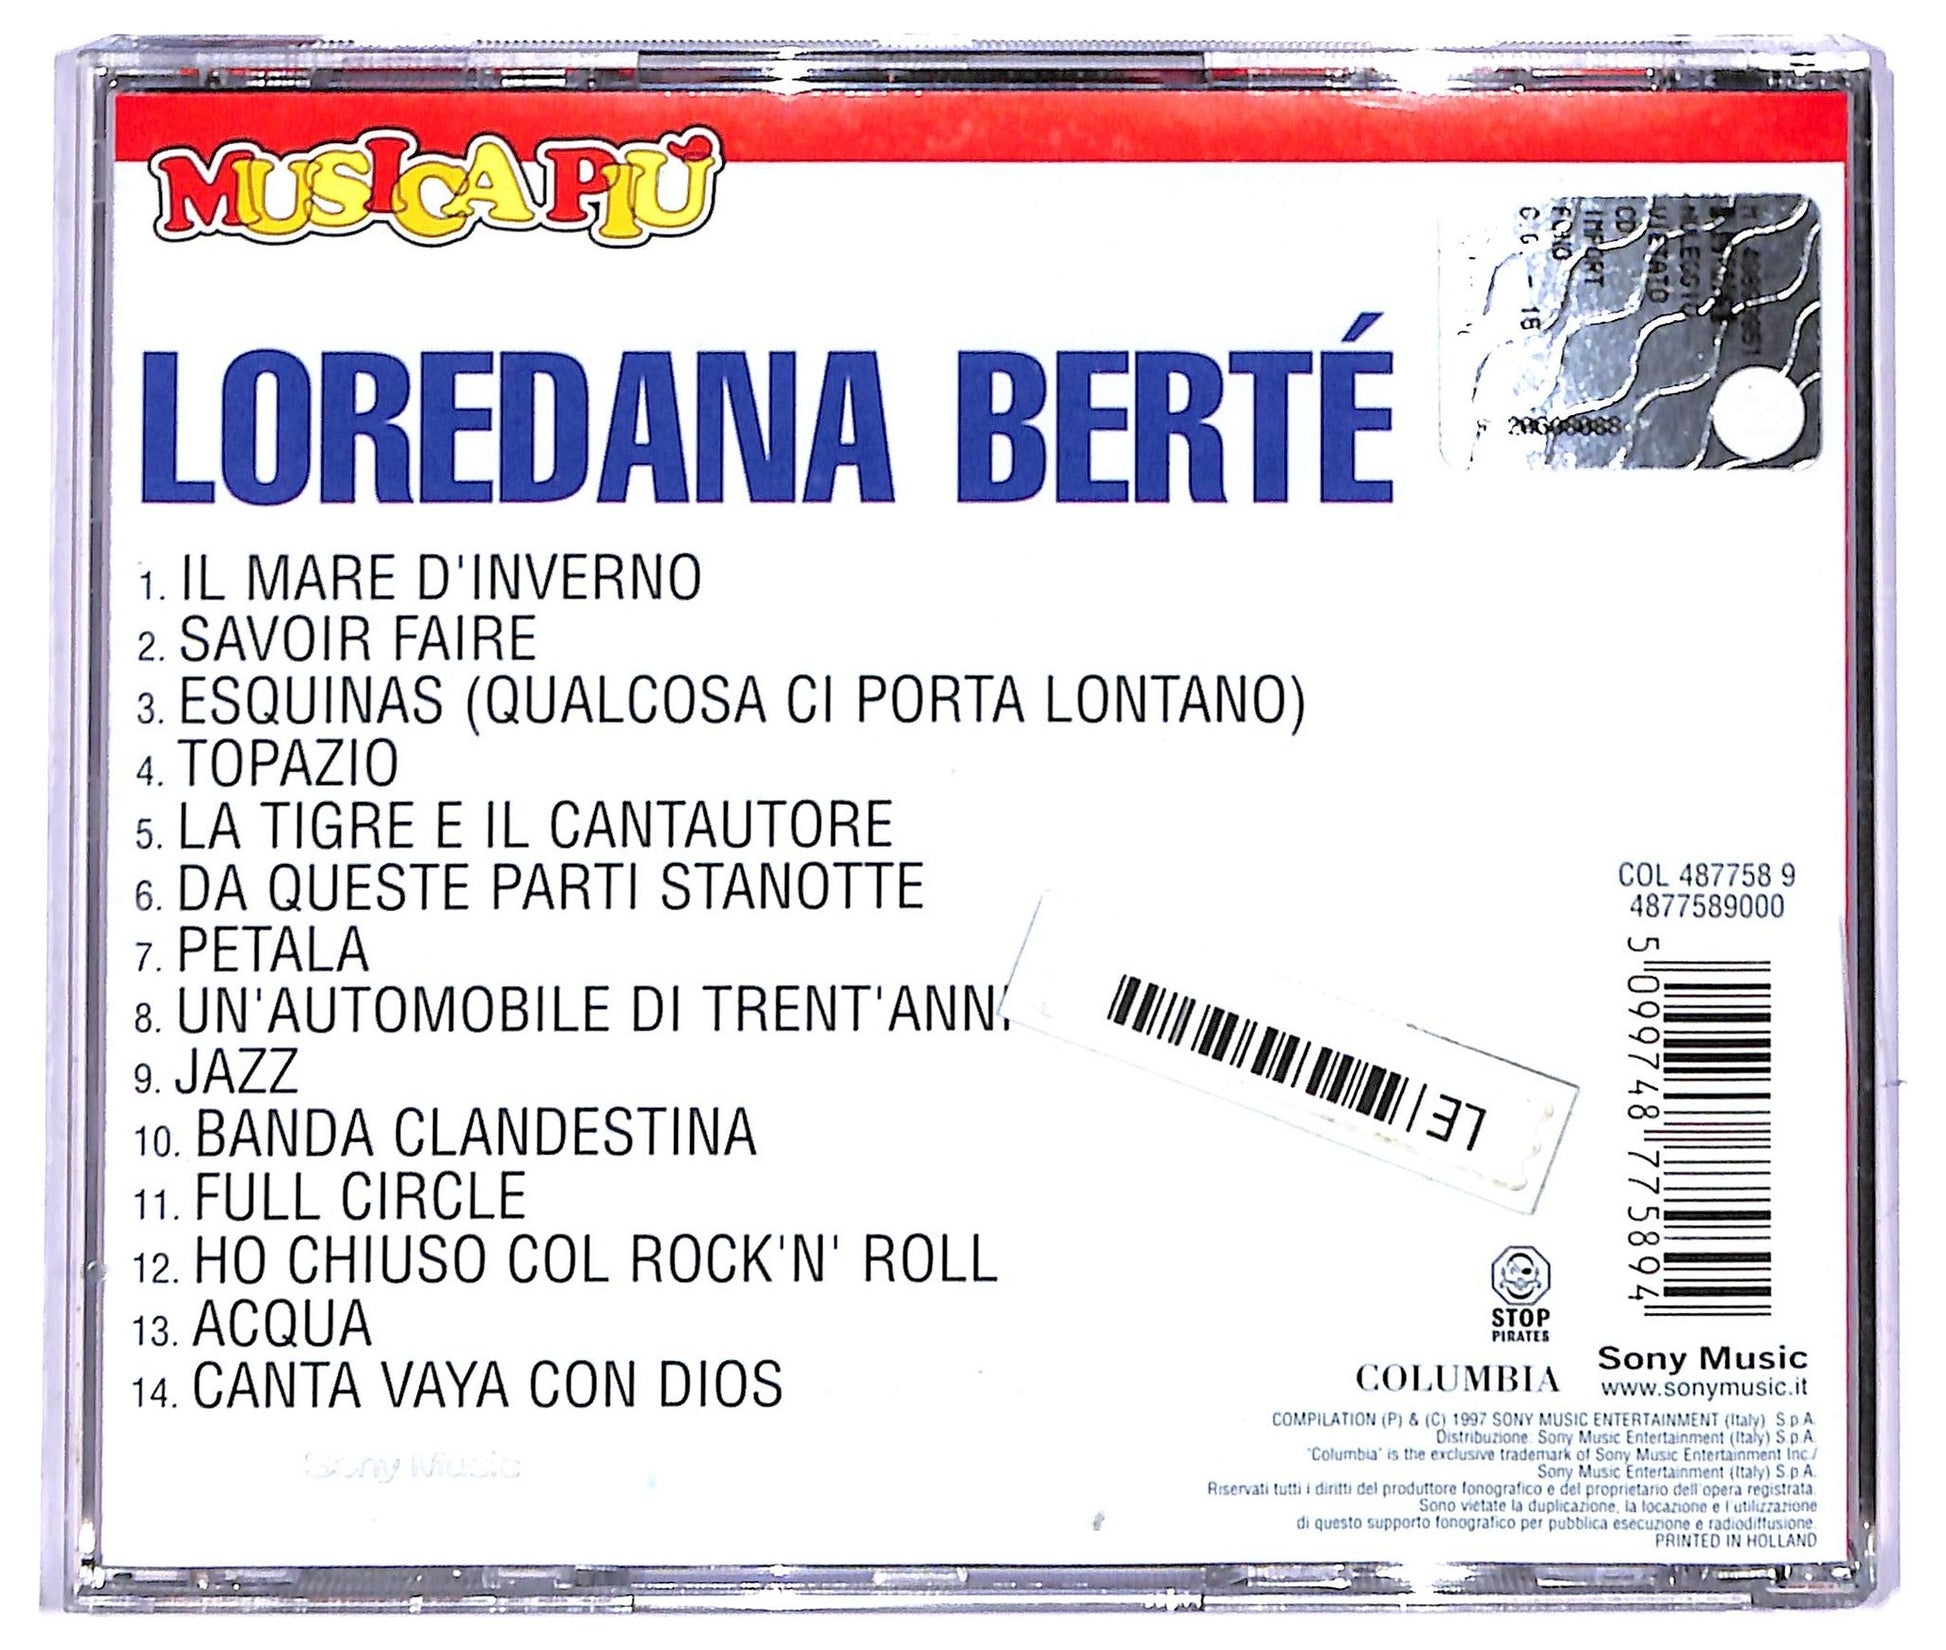 MUSICA PIÙ
LOREDANA BERTÉ
1. IL MARE D'INVERNO
2. SAVOIR FAIRE
3. ESQUINAS (QUALCOSA CI PORTA LONTANO)
4. TOPAZIO
5. LA TIGRE E IL CANTAUTORE
6. DA QUESTE PARTI STANOTTE
7. PETALA
8. UN'AUTOMOBILE DI TRENT'ANNI
9. JAZZ
10. BANDA CLANDESTINA
11. FULL CIRCLE
12. HO CHIUSO COL ROCK'N' ROLL
13. ACQUA
14. CANTA VAYA CON DIOS
VIETATO
CD
IMPORT
COL 487758 9
4877589000
5 099748 775894
LE
STOP
PIRATES
COLUMBIA
Sony Music
www.sonymusic.it
COMPILATION (P) & (C) 1997 SONY MUSIC ENTERTAINMENT (Italy) S.p.A.
Distribuzione: Sony Music Entertainment (Italy) S.p.A.
"Columbia" is the exclusive trademark of Sony Music Entertainment Inc./
Sony Music Entertainment (Italy) S.p.A.
Riservati tutti i diritti del produttore fonografico e del proprietario dell'opera registrata.
Sono vietate la duplicazione, la locazione e l'utilizzazione
di questo supporto fonografico per pubblica esecuzione e radiodiffusione.
PRINTED IN HOLLAND
Sony Music